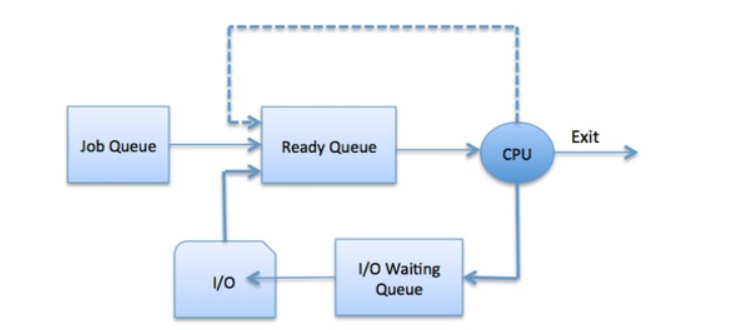 Job Queue
Ready Queue
CPU
Exit
I/O
I/O Waiting
Queue